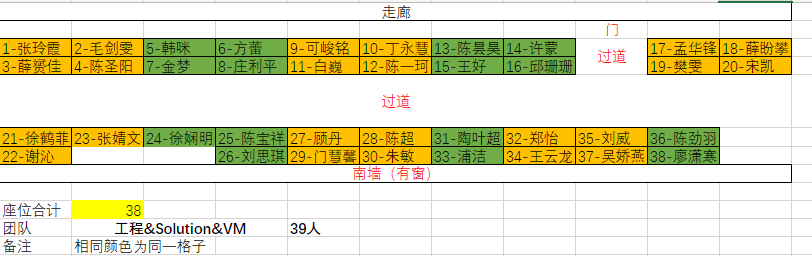 走廊
门
1-张玲霞 2-毛剑雯 5-韩咪 6-方蕾 9-可峻铭 10-丁永慧 13-陈昙昊 14-许蒙 过道 17-孟华锋 18-薛盼攀
3-薛赟佳 4-陈圣阳 7-金梦 8-庄利平 11-白巍 12-陈一珂 15-王好 16-邱珊珊 19-樊雯 20-宋凯
过道
21-徐鹤菲 23-张婧文 24-徐娴明 25-陈宝祥 27-顾丹 28-陈超 31-陶叶超 32-郑怡 35-刘威 36-陈劲羽
22-谢沁 26-刘思琪 29-门慧馨 30-朱敏 33-浦洁 34-王云龙 37-吴娇燕 38-廖潇寒
南墙（有窗）
座位合计 38
团队 工程&Solution&VM 39人
备注 相同颜色为同一格子